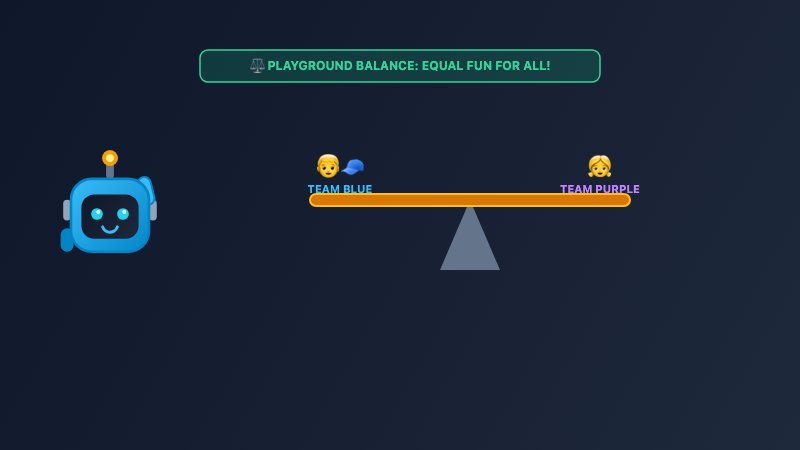 ⚖️ PLAYGROUND BALANCE: EQUAL FUN FOR ALL!
TEAM BLUE
TEAM PURPLE